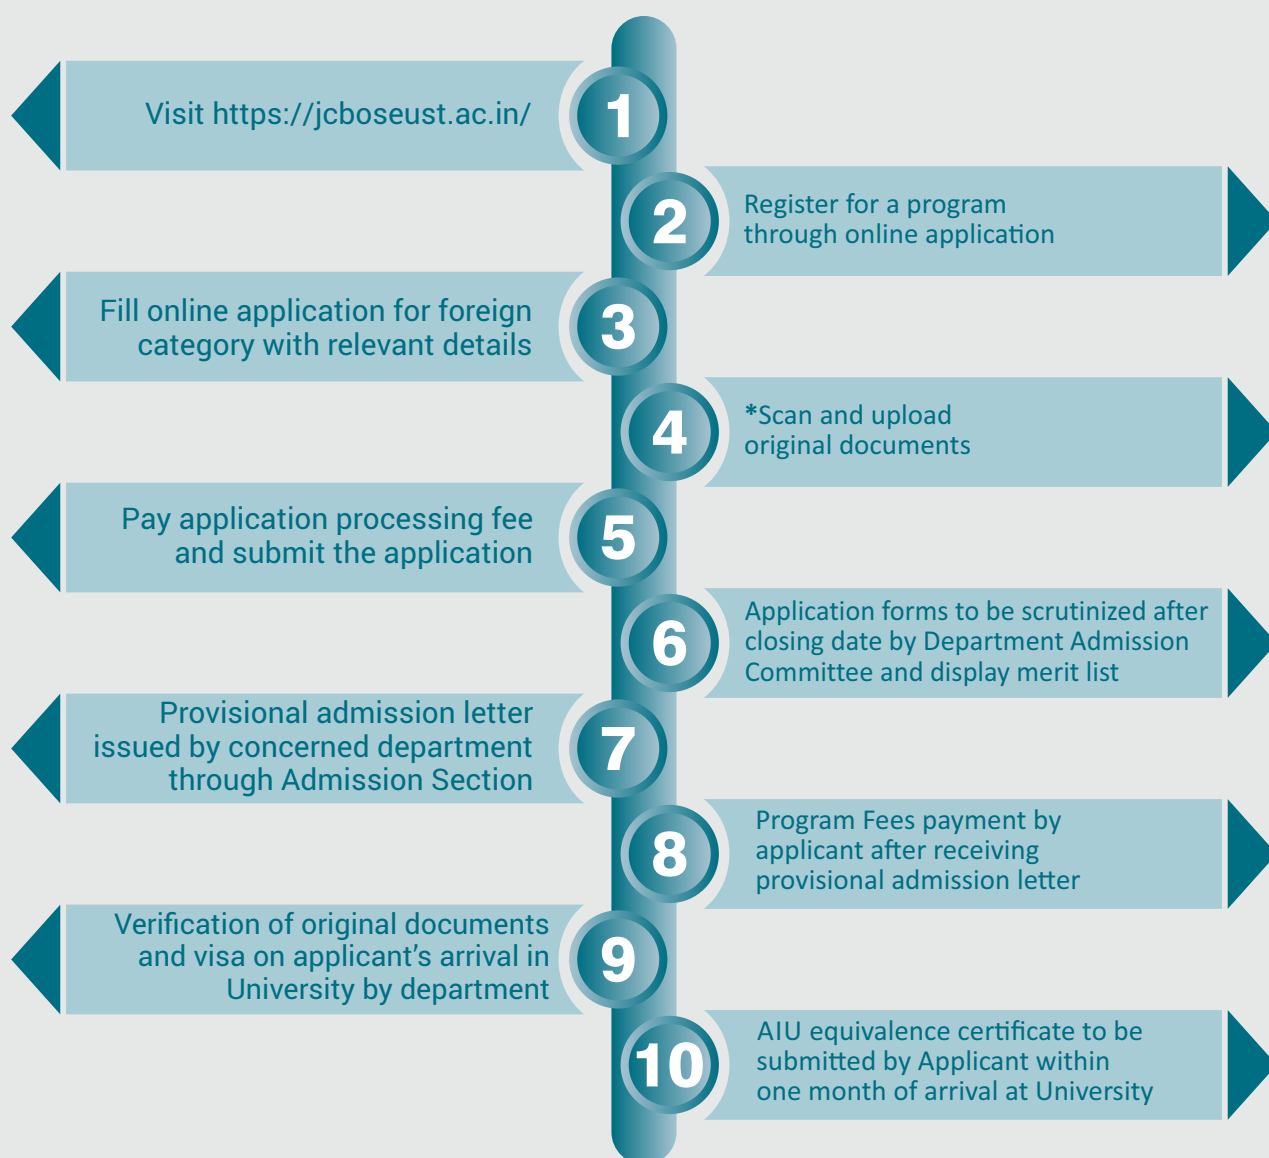 1
Visit https://jcboseust.ac.in/
2
Register for a program
through online application
3
Fill online application for foreign
category with relevant details
4
*Scan and upload
original documents
5
Pay application processing fee
and submit the application
6
Application forms to be scrutinized after
closing date by Department Admission
Committee and display merit list
7
Provisional admission letter
issued by concerned department
through Admission Section
8
Program Fees payment by
applicant after receiving
provisional admission letter
9
Verification of original documents
and visa on applicant’s arrival in
University by department
10
AIU equivalence certificate to be
submitted by Applicant within
one month of arrival at University